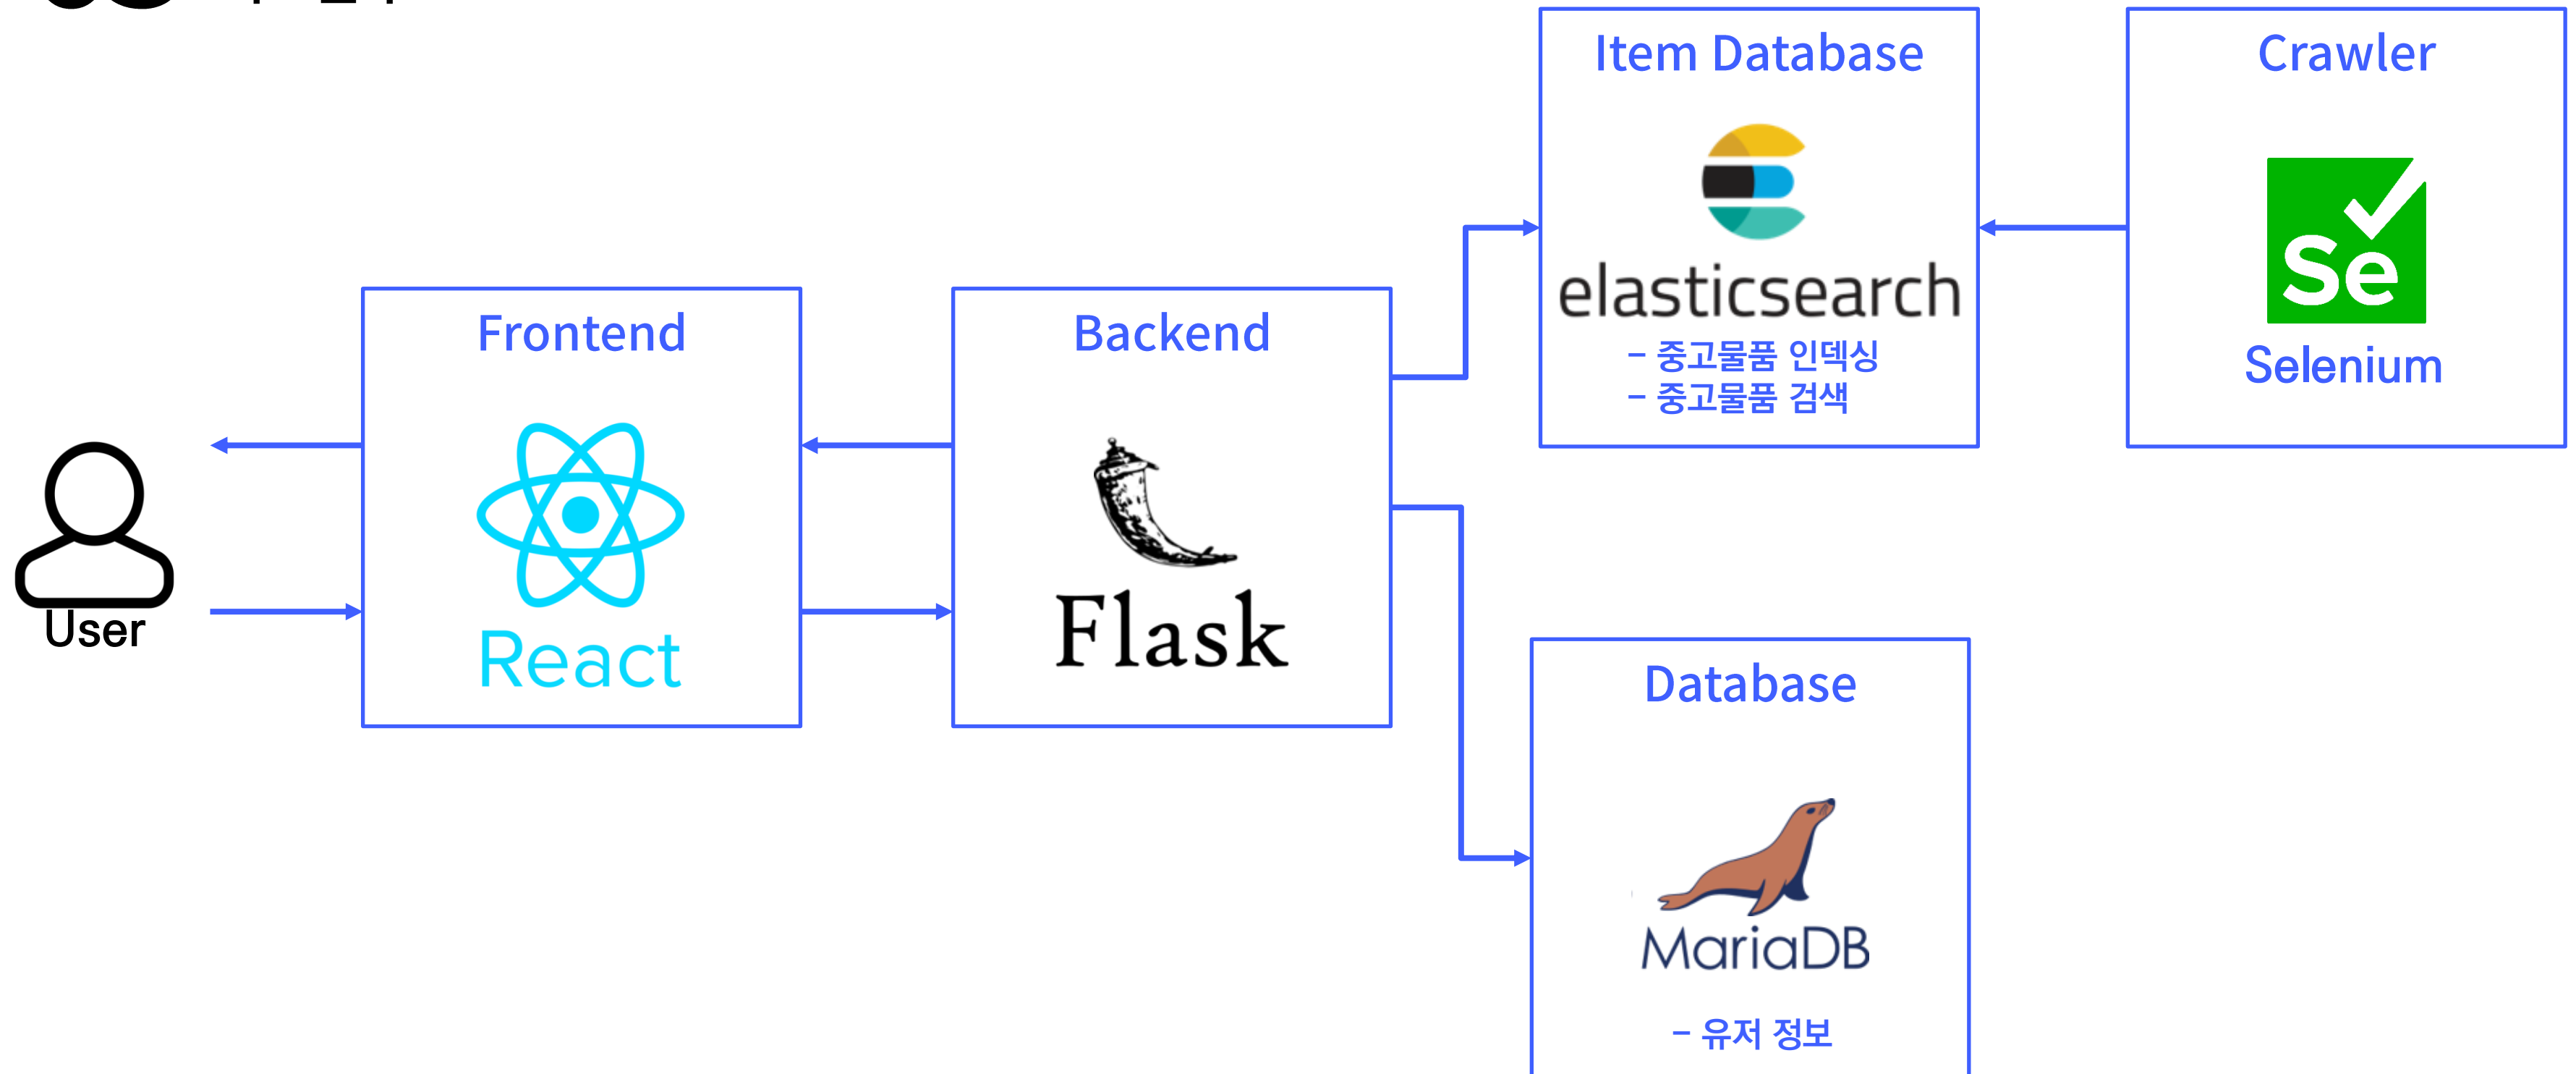 Item Database
Crawler
elasticsearch
- 중고물품 인덱싱
- 중고물품 검색
Se
Selenium
Frontend
Backend
React
Flask
User
Database
MariaDB
- 유저 정보